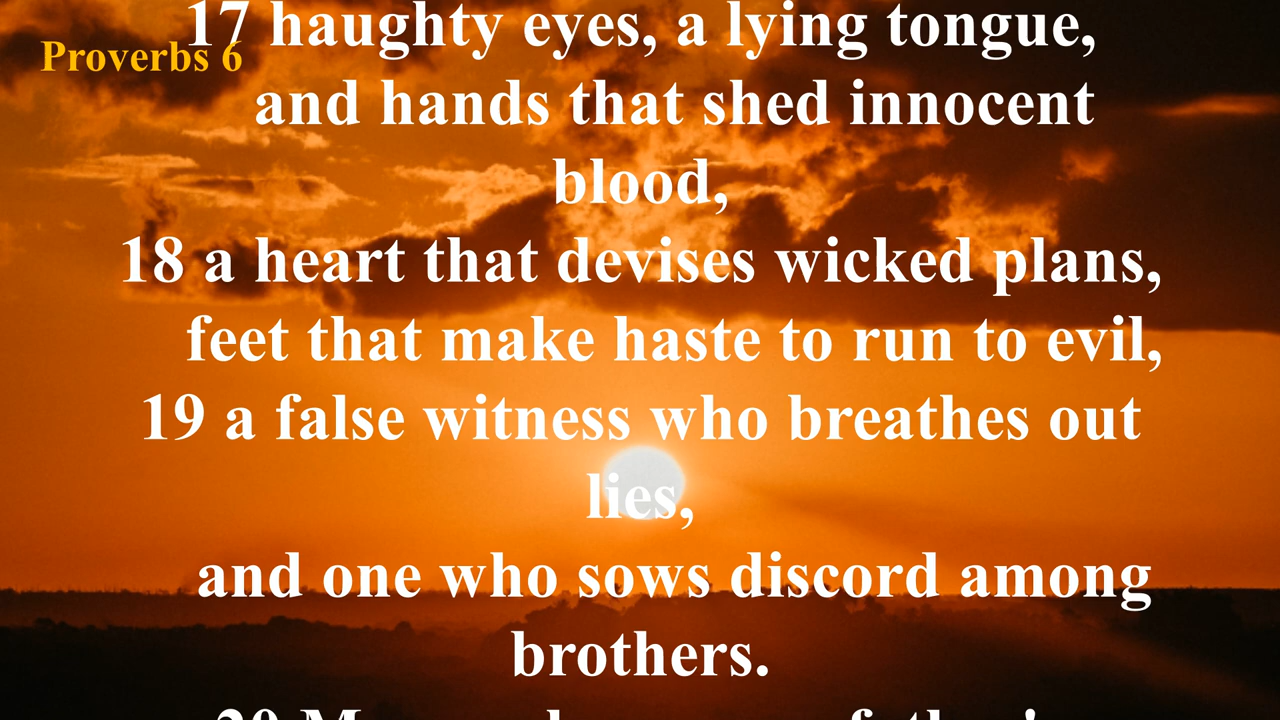 Proverbs 6
17 haughty eyes, a lying tongue,
and hands that shed innocent
blood,
18 a heart that devises wicked plans,
feet that make haste to run to evil,
19 a false witness who breathes out
lies,
and one who sows discord among
brothers.